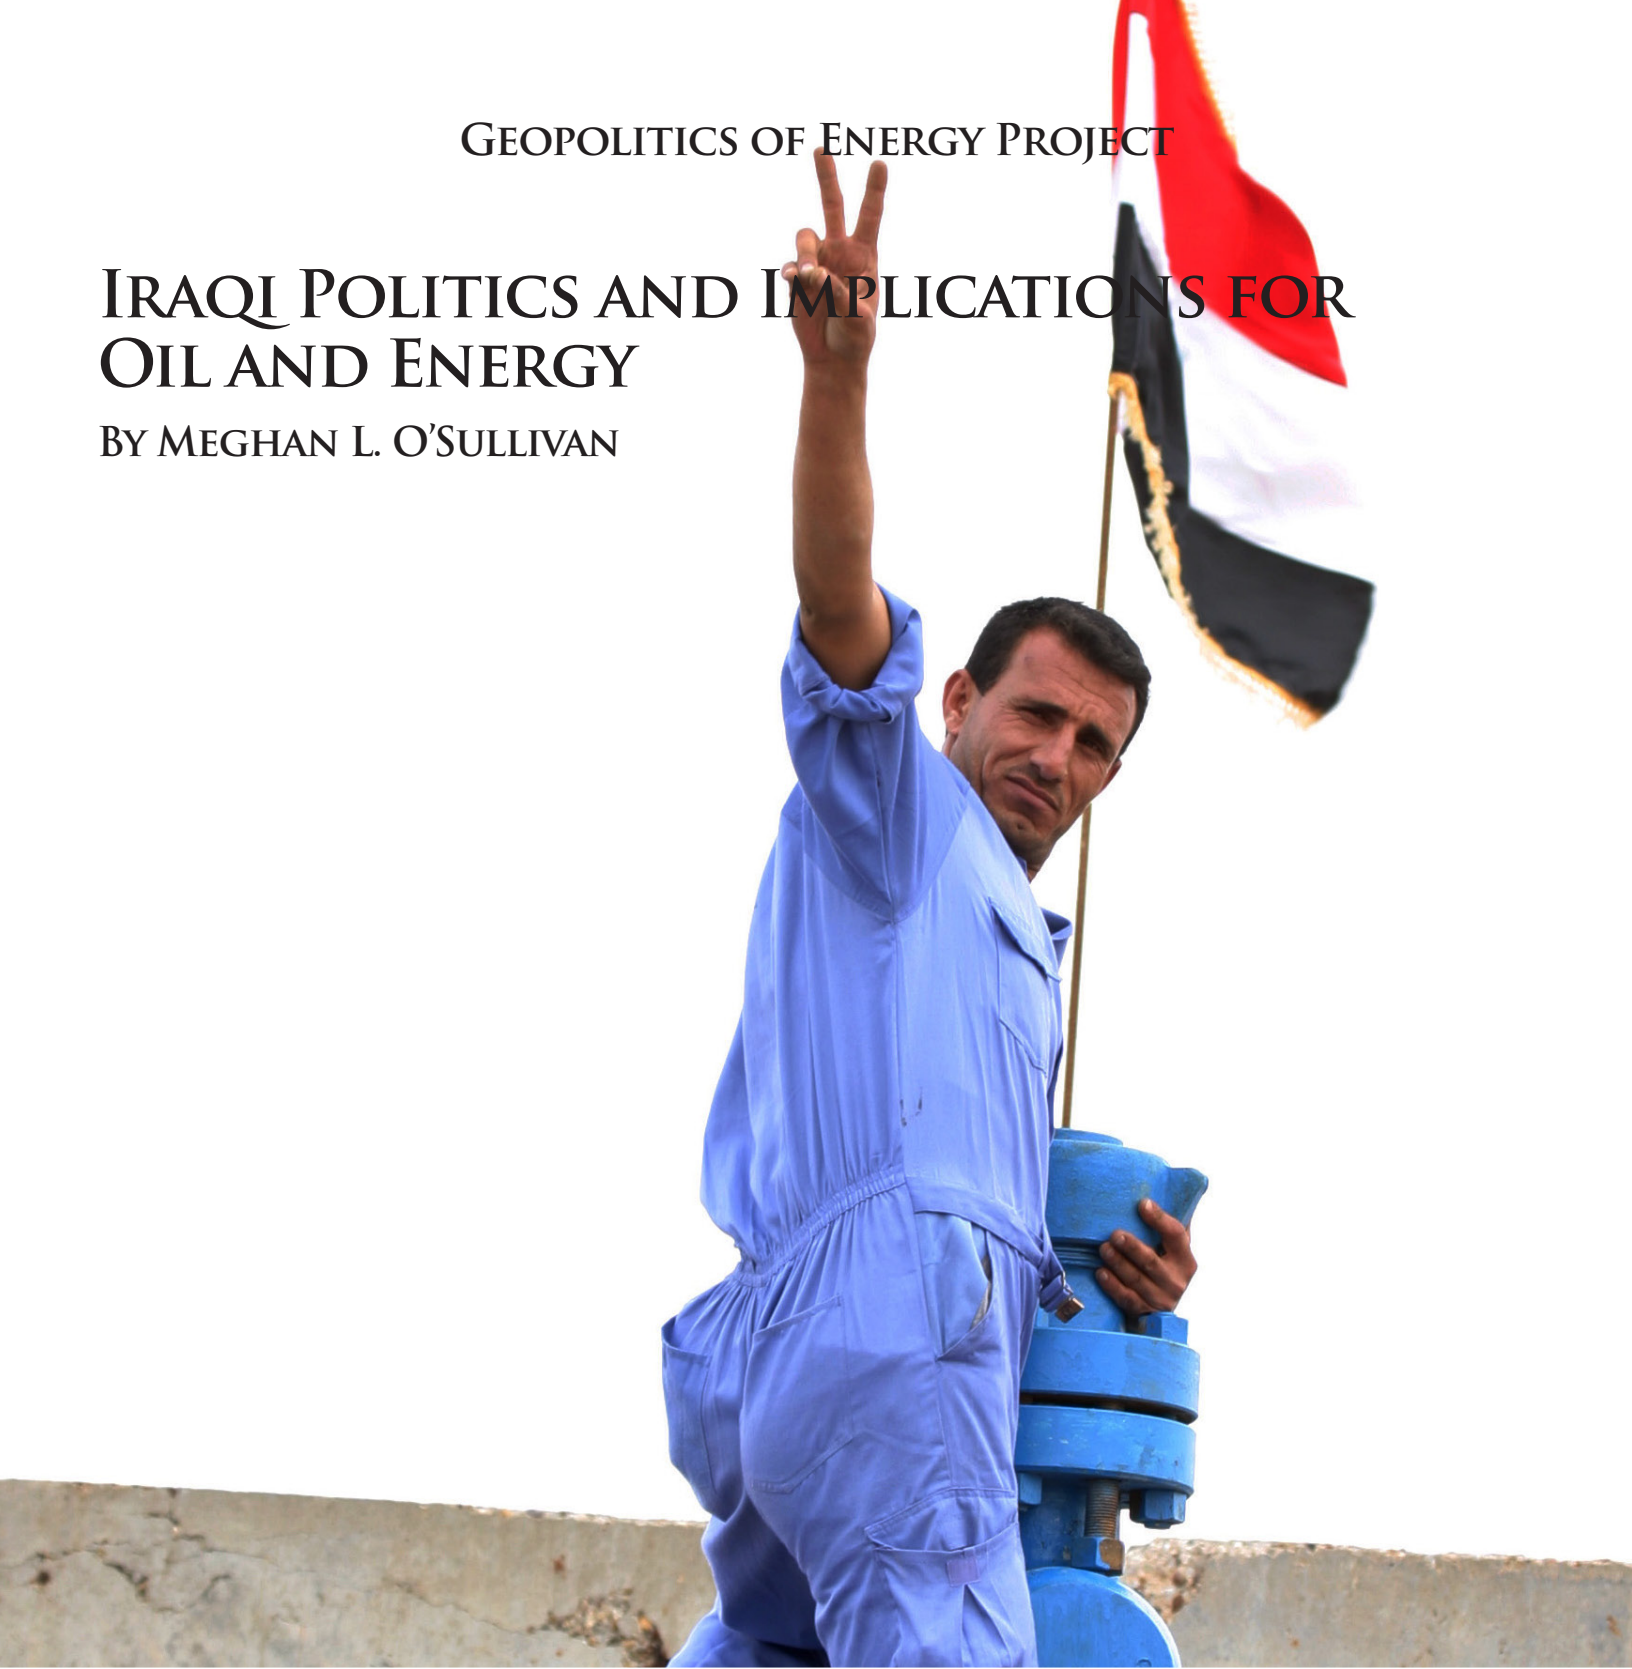 Geopolitics of Energy Project
Iraqi Politics and Implications for
Oil and Energy
By Meghan L. O’Sullivan